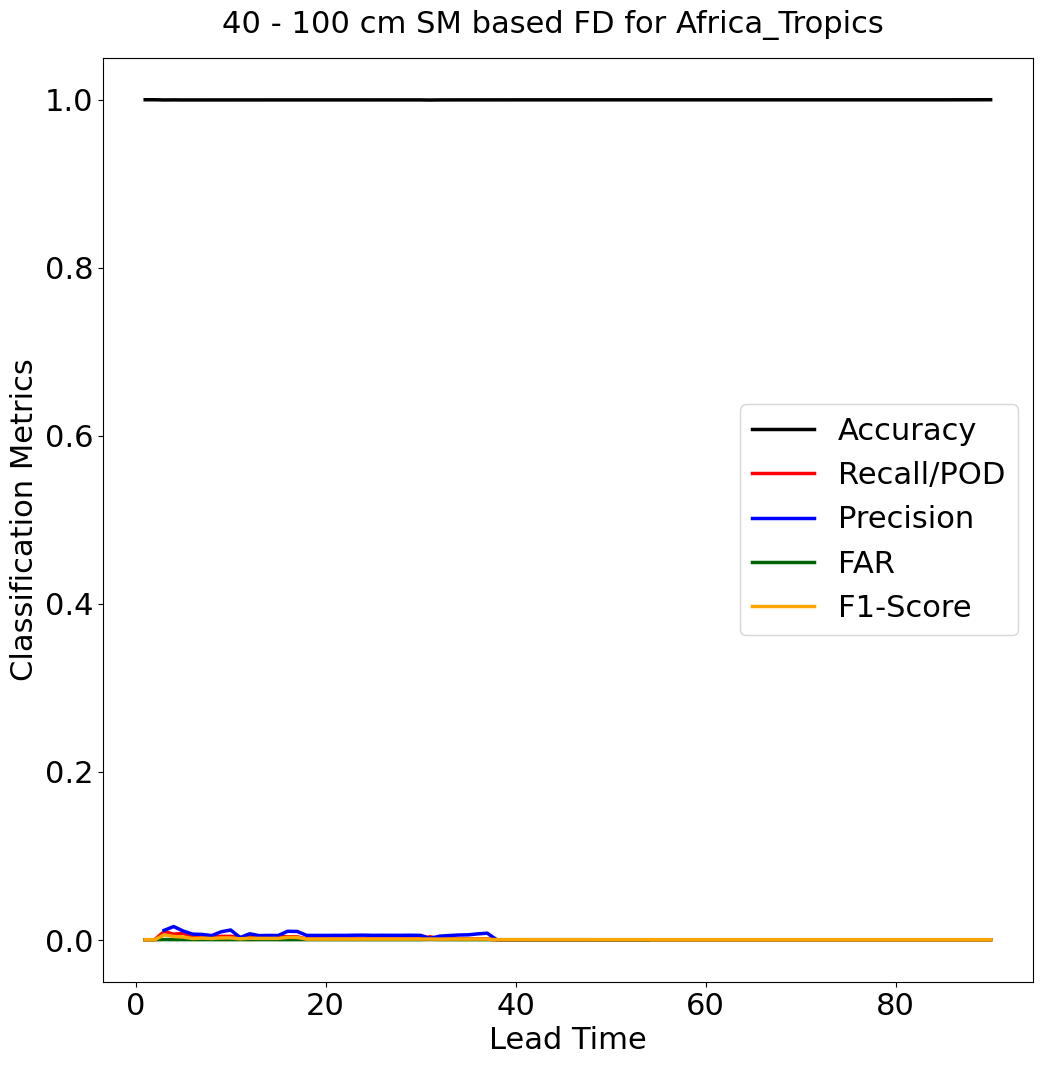 40 - 100 cm SM based FD for Africa_Tropics
1.0
0.8
0.6
0.4
0.2
0.0
Classification Metrics
Accuracy
Recall/POD
Precision
FAR
F1-Score
0 20 40 60 80
Lead Time